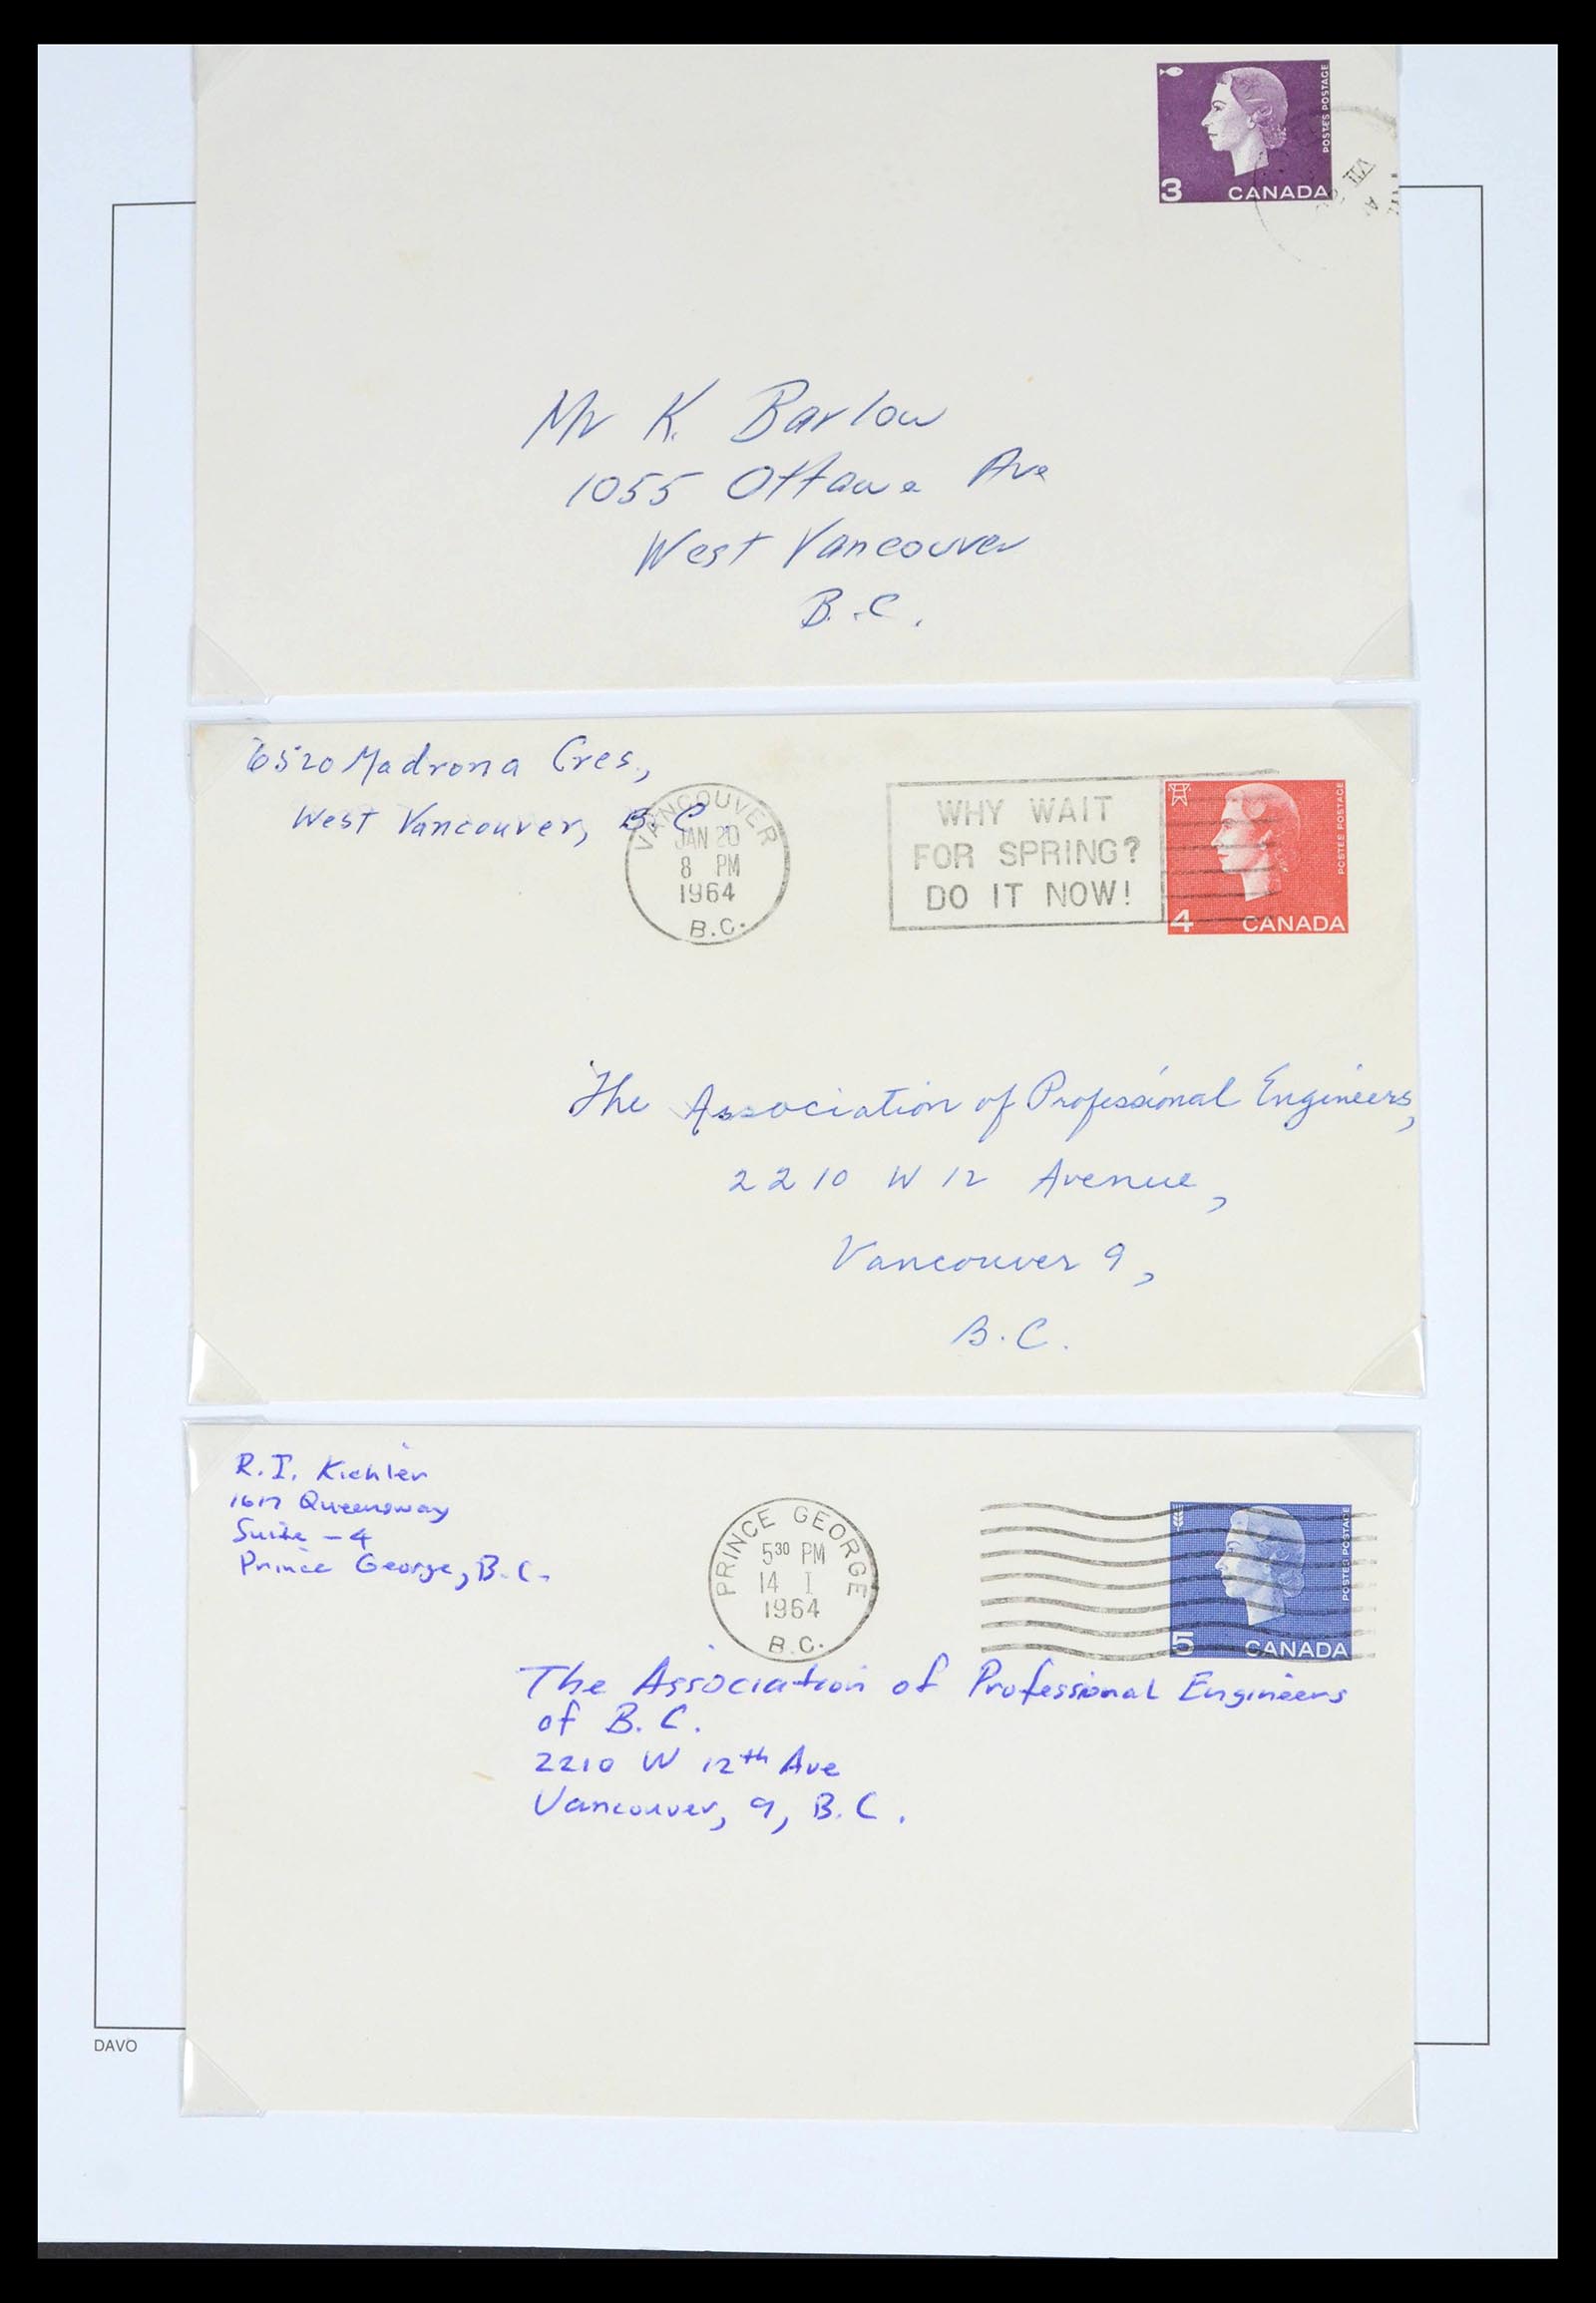 POSTES POSTAGE
3 CANADA
VII
Mr K. Barlow
1055 Ottawa Ave
West Vancouver
B.C.
6520 Madrona Cres,
West Vancouver, B.C
VANCOUVER
JAN 20
8 PM
1964
B.C.
WHY WAIT
FOR SPRING?
DO IT NOW!
POSTES POSTAGE
4 CANADA
The Association of Professional Engineers,
2210 W 12 Avenue,
Vancouver 9,
B.C.
R.I. Kichler
Queensway
Suite - 4
Prince George, B.C.
PRINCE GEORGE
530 PM
14 I
1964
B.C.
POSTES POSTAGE
5 CANADA
The Association of Professional Engineers
of B.C.
2210 W 12th Ave
Vancouver, 9, B.C.
DAVO